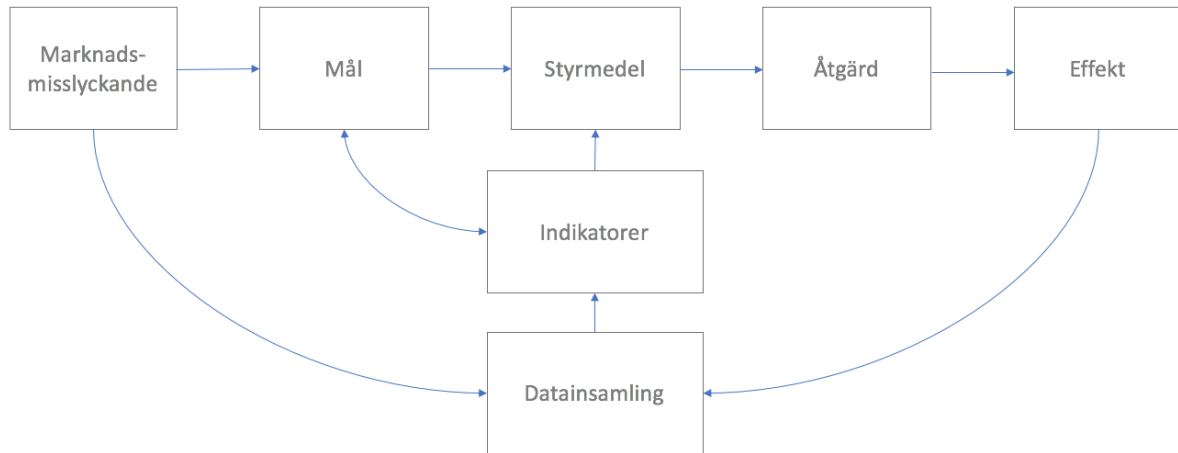 Marknads-
misslyckande
Mål
Styrmedel
Åtgärd
Effekt
Indikatorer
Datainsamling